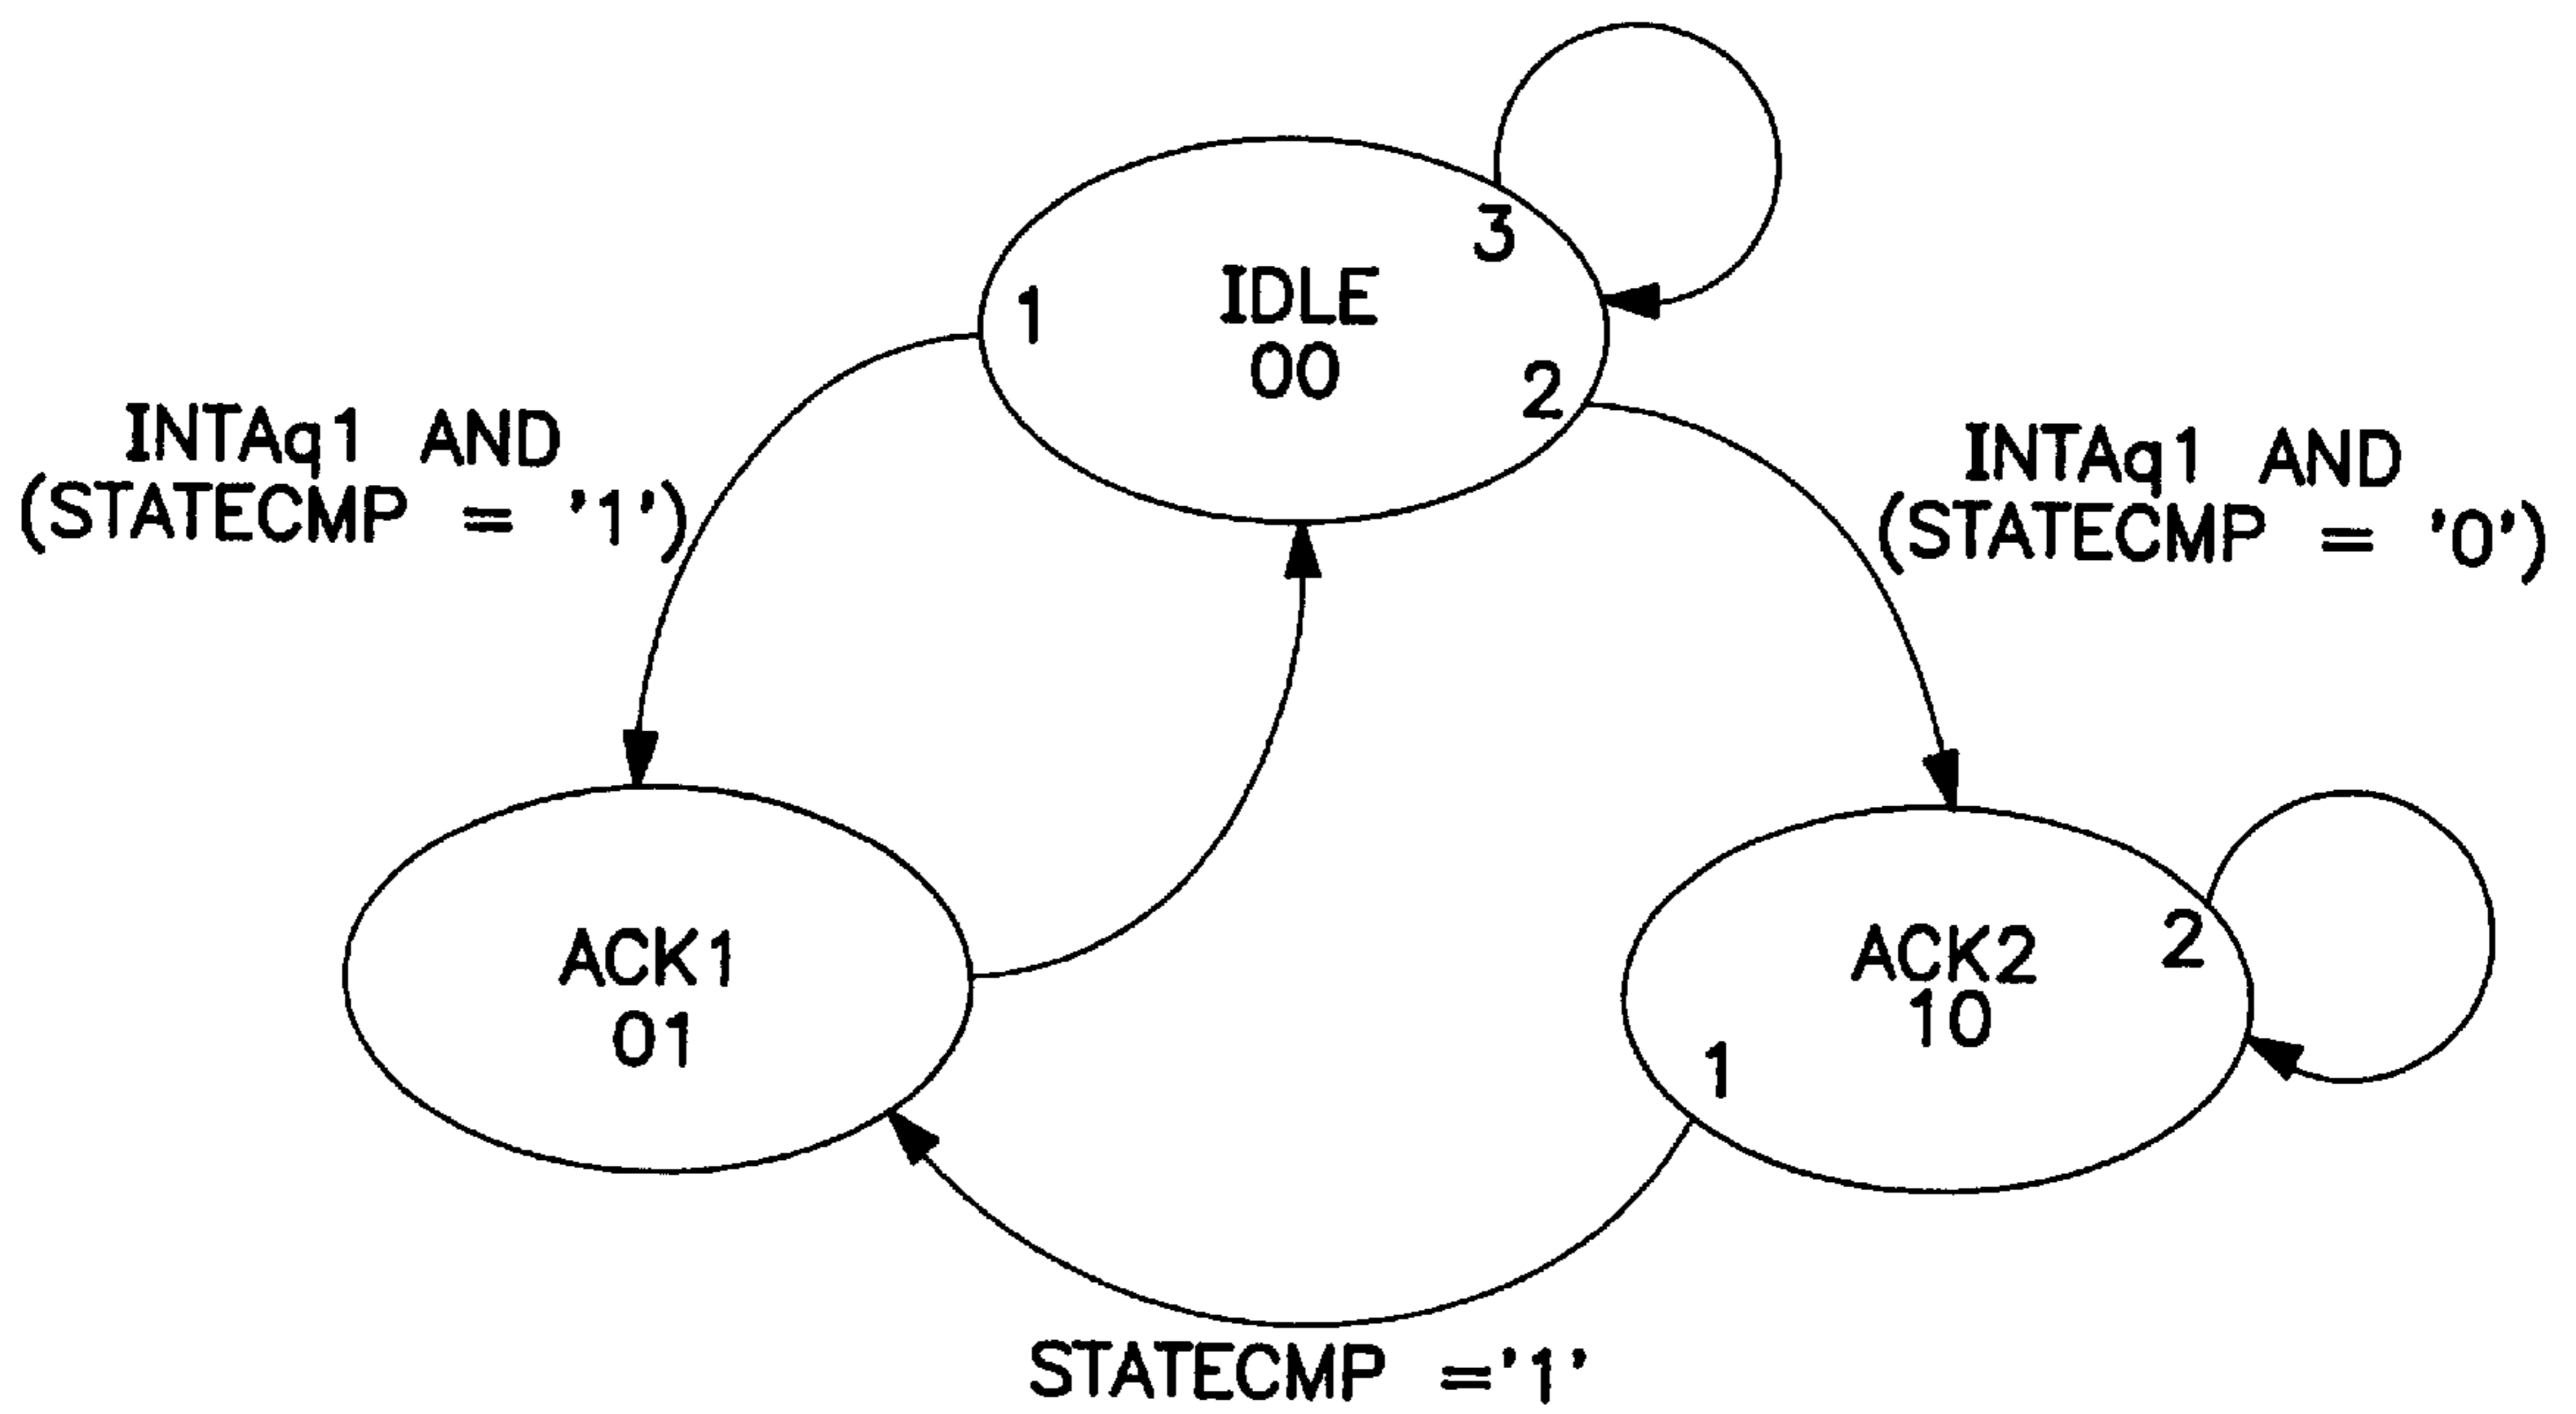 3
1
IDLE
00
2
INTAq1 AND
(STATECMP = '1')
INTAq1 AND
(STATECMP = '0')
ACK1
01
2
ACK2
10
1
STATECMP ='1'